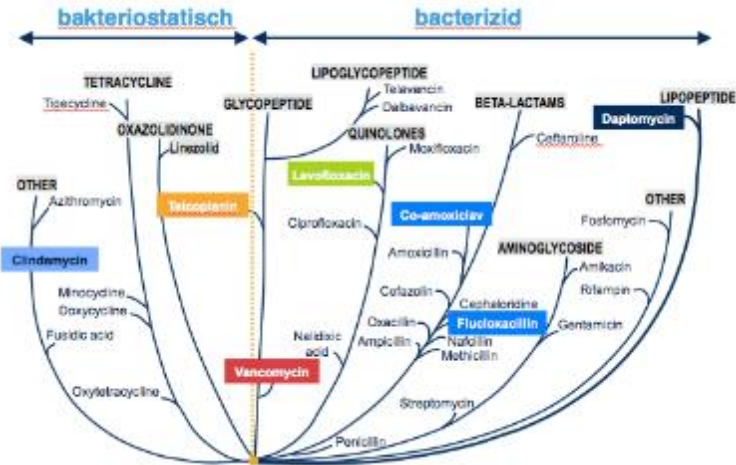 bakteriostatisch
bacterizid
TETRACYCLINE
LIPOGLYCOPEPTIDE
Tigecycline
Telavancin
GLYCOPEPTIDE
Dalbavancin
BETA-LACTAMS
LIPOPEPTIDE
Daptomycin
OXAZOLIDINONE
QUINOLONES
Linezolid
Moxifloxacin
Ceftaroline
Levofloxacin
OTHER
Azithromycin
Teicoplanin
OTHER
Co-amoxiclav
Fosfomycin
Ciprofloxacin
AMINOGLYCOSIDE
Amoxicillin
Clindamycin
Amikacin
Minocycline
Cefazolin
Rifampin
Doxycycline
Cephaloridine
Oxacillin
Flucloxacillin
Gentamicin
Fusidic acid
Nalidixic
acid
Ampicillin
Nafcillin
Methicillin
Vancomycin
Oxytetracycline
Streptomycin
Penicillin